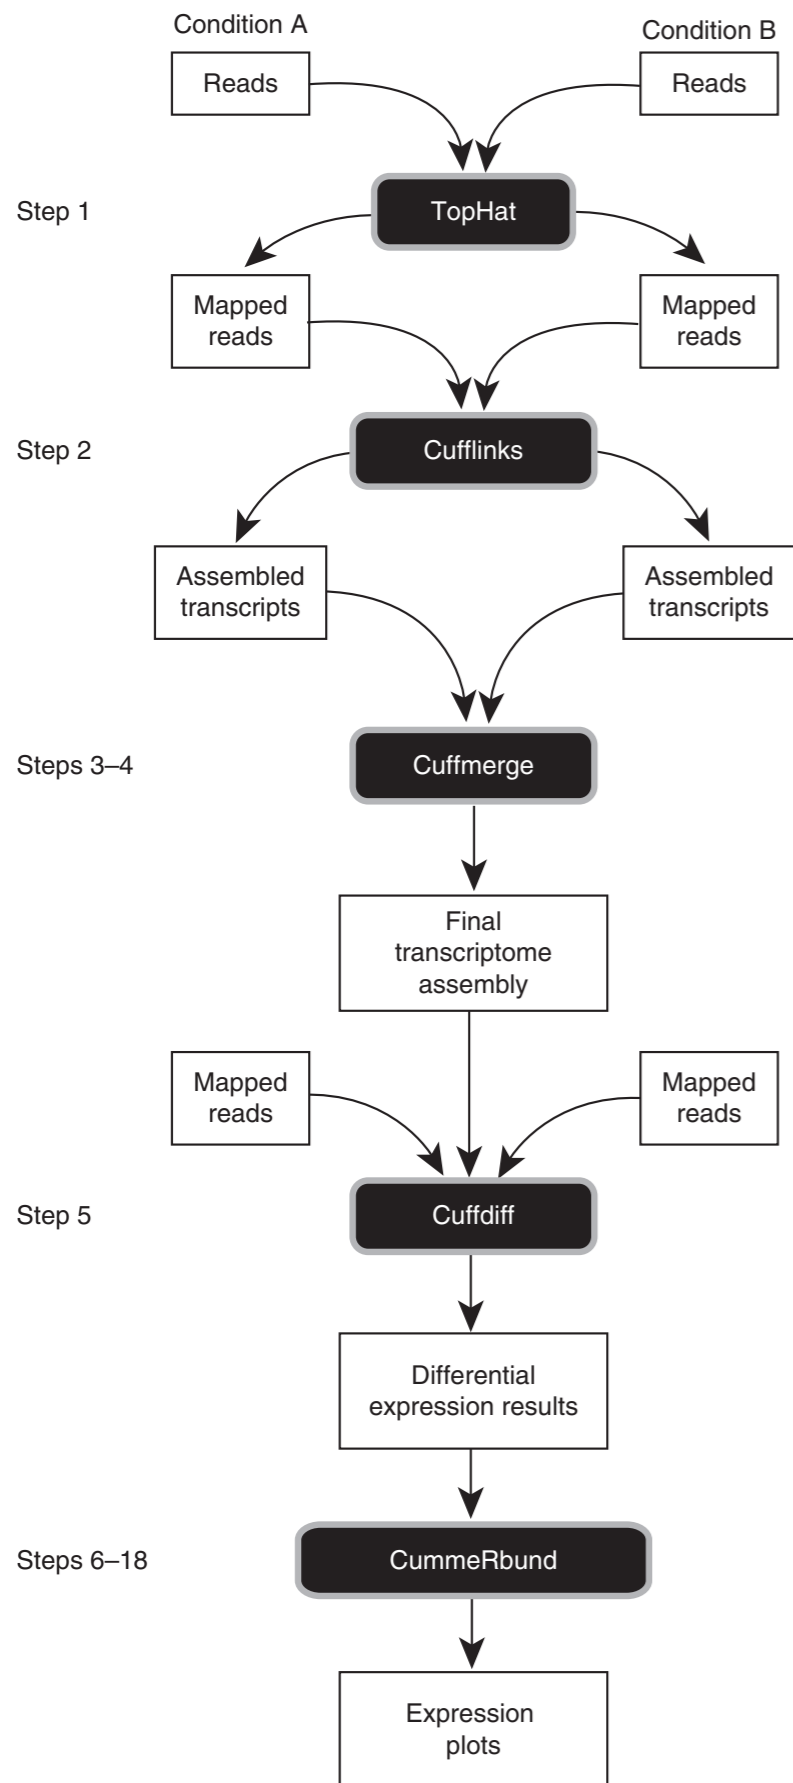 Condition A
Condition B
Reads
Reads
Step 1
TopHat
Mapped
reads
Mapped
reads
Step 2
Cufflinks
Assembled
transcripts
Assembled
transcripts
Steps 3–4
Cuffmerge
Final
transcriptome
assembly
Mapped
reads
Mapped
reads
Step 5
Cuffdiff
Differential
expression results
Steps 6–18
CummeRbund
Expression
plots